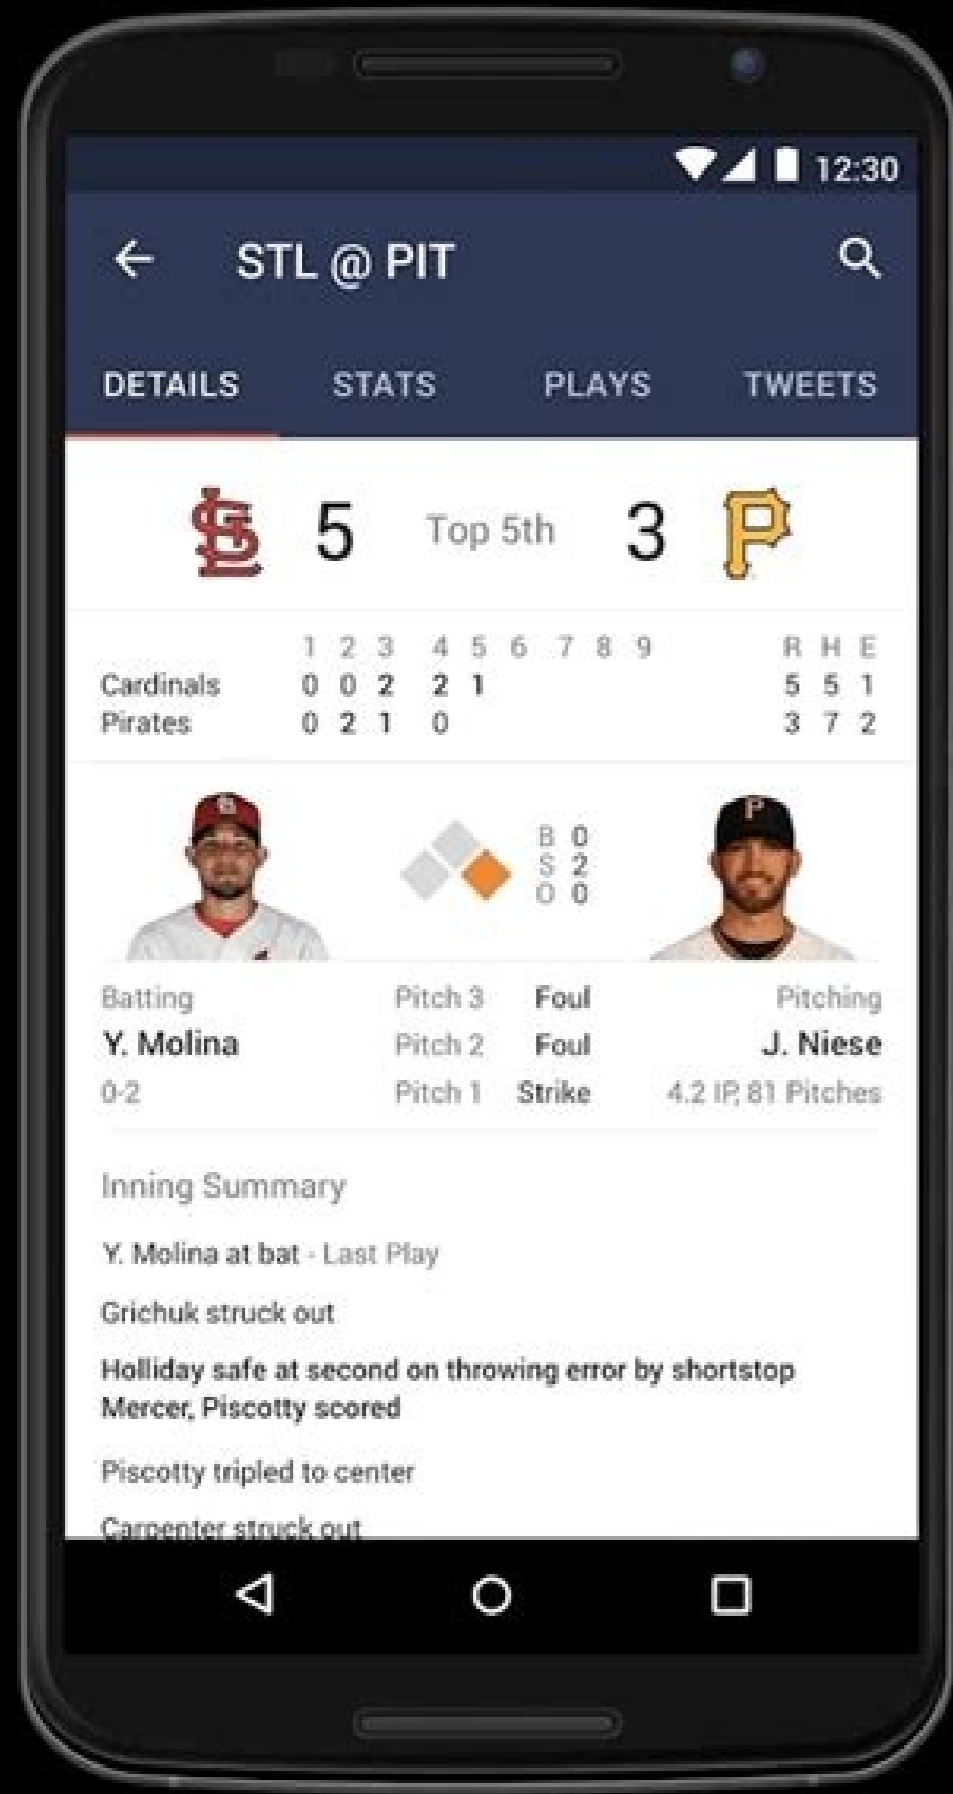 12:30
STL @ PIT
DETAILS STATS PLAYS TWEETS
5 Top 5th 3
1 2 3 4 5 6 7 8 9 R H E
Cardinals 0 0 2 2 1 5 5 1
Pirates 0 2 1 0 3 7 2
B 0
S 2
O 0
Batting Pitch 3 Foul Pitching
Y. Molina Pitch 2 Foul J. Niese
0-2 Pitch 1 Strike 4.2 IP, 81 Pitches
Inning Summary
Y. Molina at bat - Last Play
Grichuk struck out
Holliday safe at second on throwing error by shortstop
Mercer, Piscotty scored
Piscotty tripled to center
Carpenter struck out